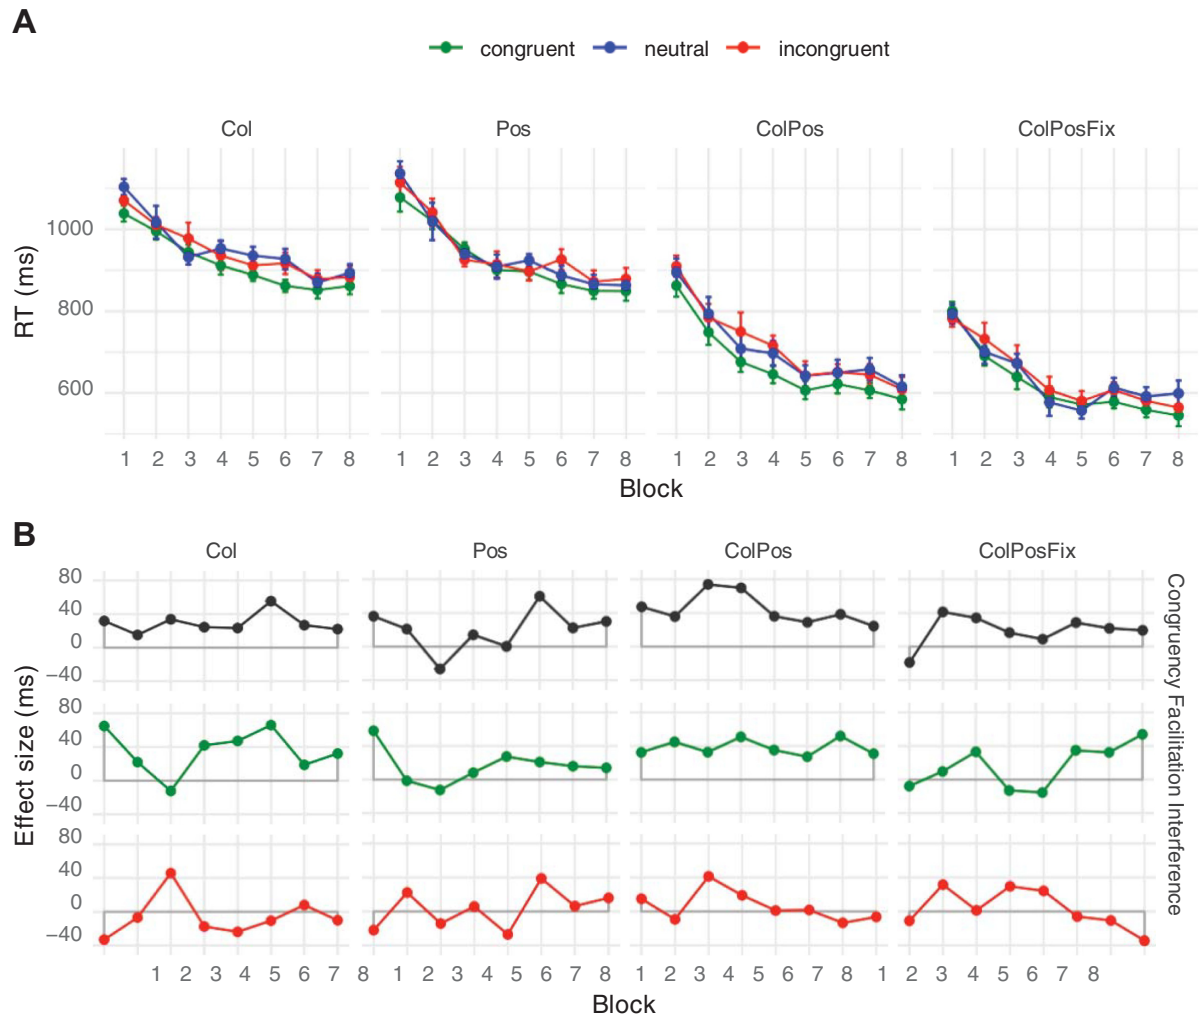 A
congruent neutral incongruent
Col Pos ColPos ColPosFix
1000
800
600
RT (ms)
1 2 3 4 5 6 7 8 1 2 3 4 5 6 7 8 1 2 3 4 5 6 7 8 1 2 3 4 5 6 7 8
Block
B
Col Pos ColPos ColPosFix
80
40
0
−40
80
40
0
−40
80
40
0
−40
Effect size (ms)
Congruency Facilitation Interference
1 2 3 4 5 6 7 8 1 2 3 4 5 6 7 8 1 2 3 4 5 6 7 8 1 2 3 4 5 6 7 8
Block